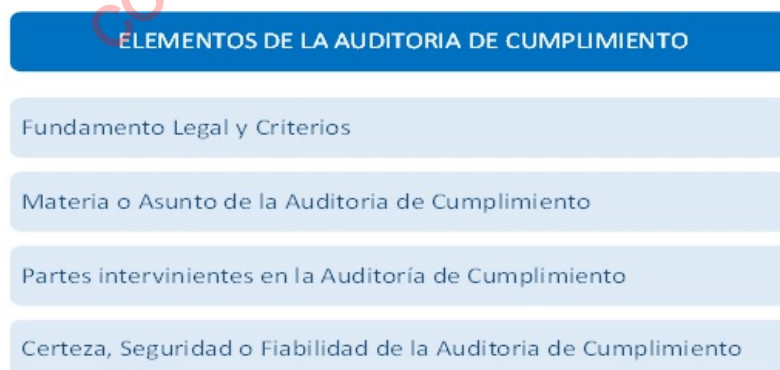 ELEMENTOS DE LA AUDITORIA DE CUMPLIMIENTO
Fundamento Legal y Criterios
Materia o Asunto de la Auditoria de Cumplimiento
Partes intervinientes en la Auditoría de Cumplimiento
Certeza, Seguridad o Fiabilidad de la Auditoria de Cumplimiento